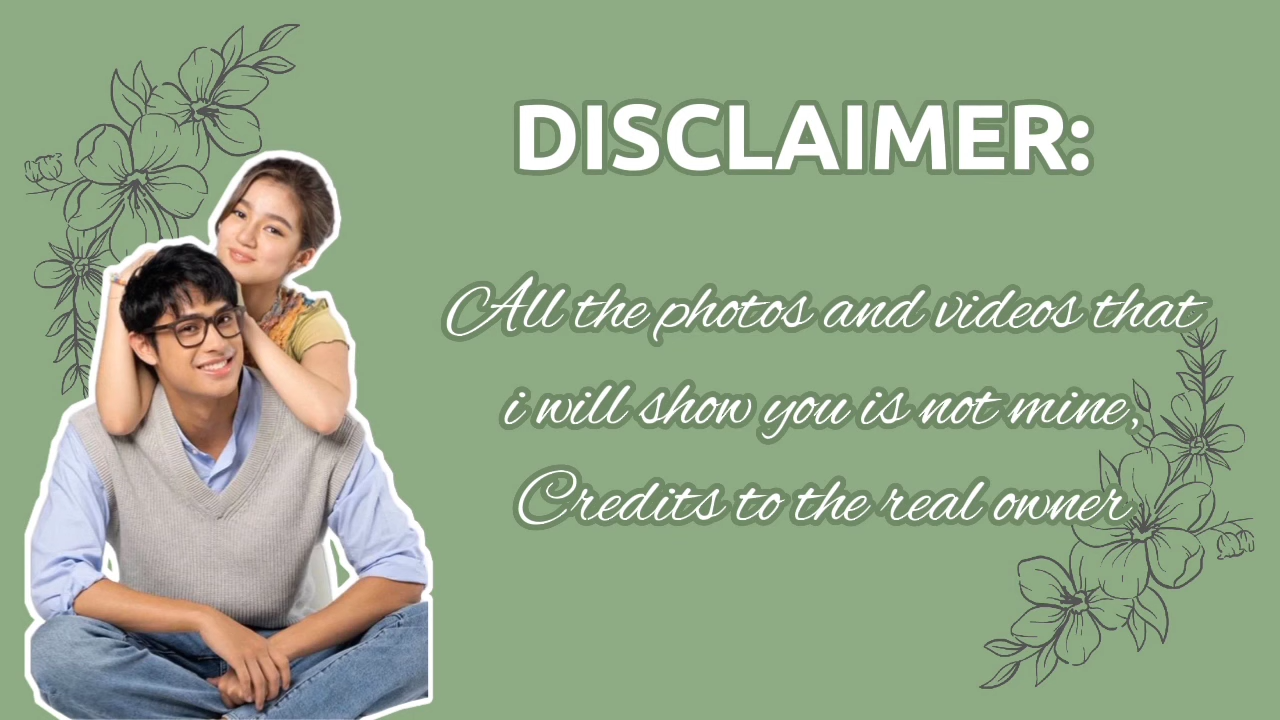 DISCLAIMER:
All the photos and videos that
i will show you is not mine,
Credits to the real owner